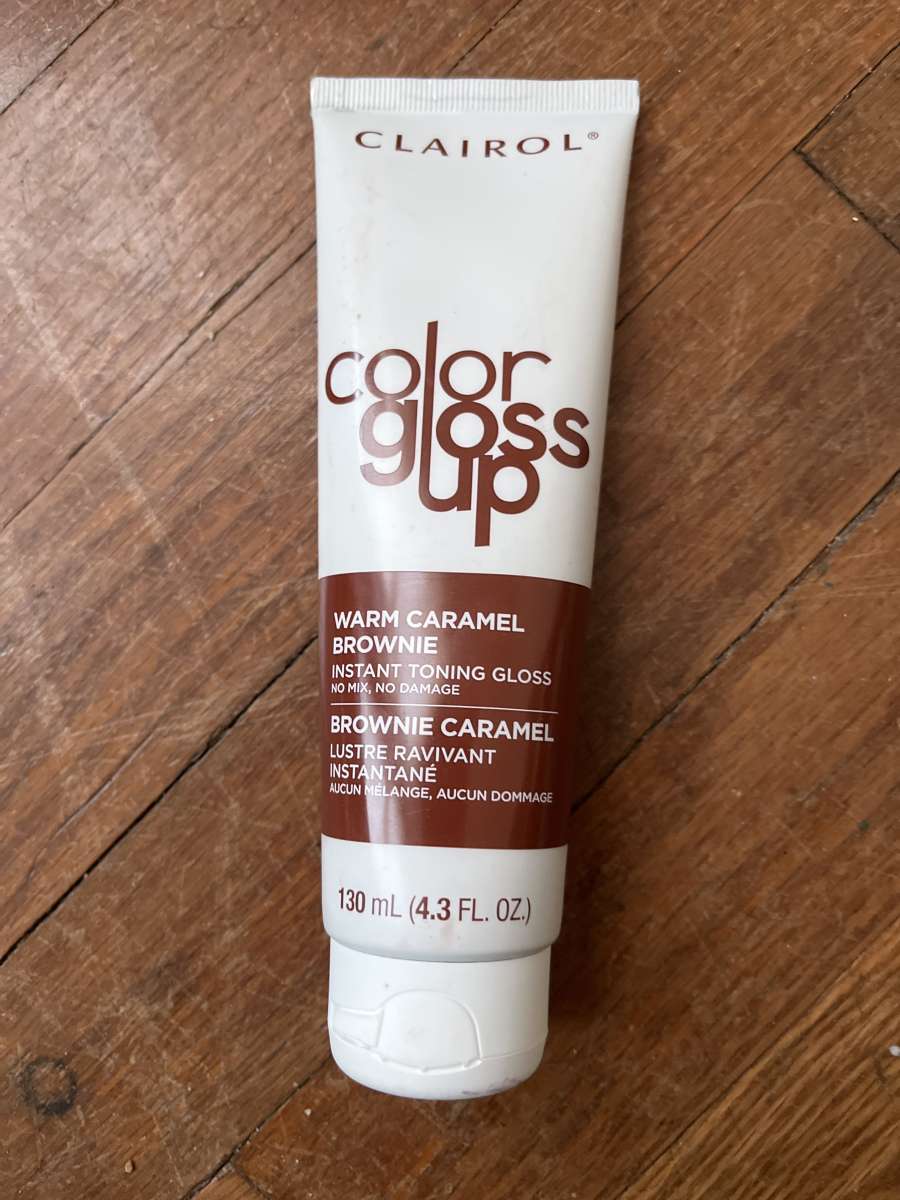 CLAIROL®
color
gloss
up
WARM CARAMEL
BROWNIE
INSTANT TONING GLOSS
NO MIX, NO DAMAGE
BROWNIE CARAMEL
LUSTRE RAVIVANT
INSTANTANÉ
AUCUN MÉLANGE, AUCUN DOMMAGE
130 mL (4.3 FL. OZ.)